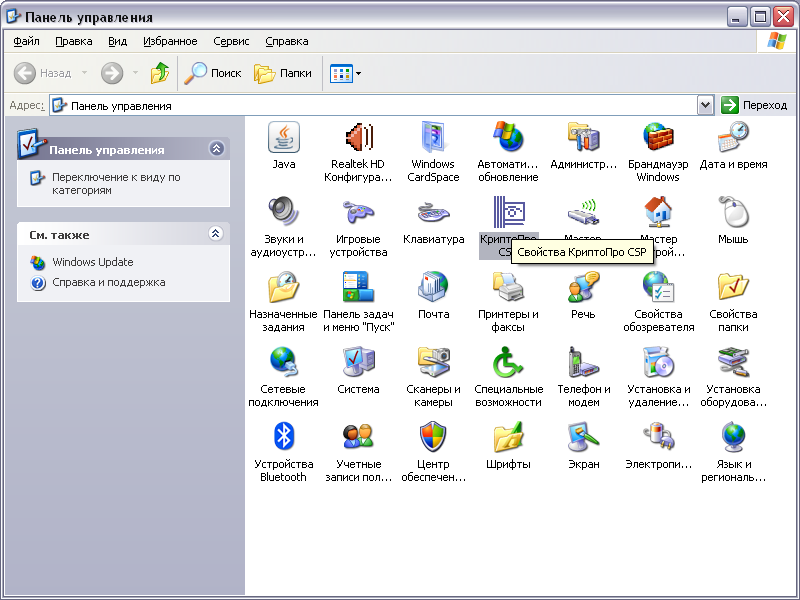 Панель управления
Файл Правка Вид Избранное Сервис Справка
Назад Поиск Папки
Адрес: Панель управления Переход
Панель управления
Переключение к виду по
категориям
См. также
Windows Update
Справка и поддержка
Java
Realtek HD
Конфигура...
Windows
CardSpace
Автомати...
обновление
Администр...
Брандмауэр
Windows
Дата и время
Звуки и
аудиоустр...
Игровые
устройства
Клавиатура
КриптоПро
CS
Свойства КриптоПро CSP
Мастер
Мастер
рой...
Мышь
Назначенные
задания
Панель задач
и меню "Пуск"
Почта
Принтеры и
факсы
Речь
Свойства
обозревателя
Свойства
папки
Сетевые
подключения
Система
Сканеры и
камеры
Специальные
возможности
Телефон и
модем
Установка и
удаление...
Установка
оборудова...
Устройства
Bluetooth
Учетные
записи пол...
Центр
обеспечен...
Шрифты
Экран
Электропи...
Язык и
региональ...